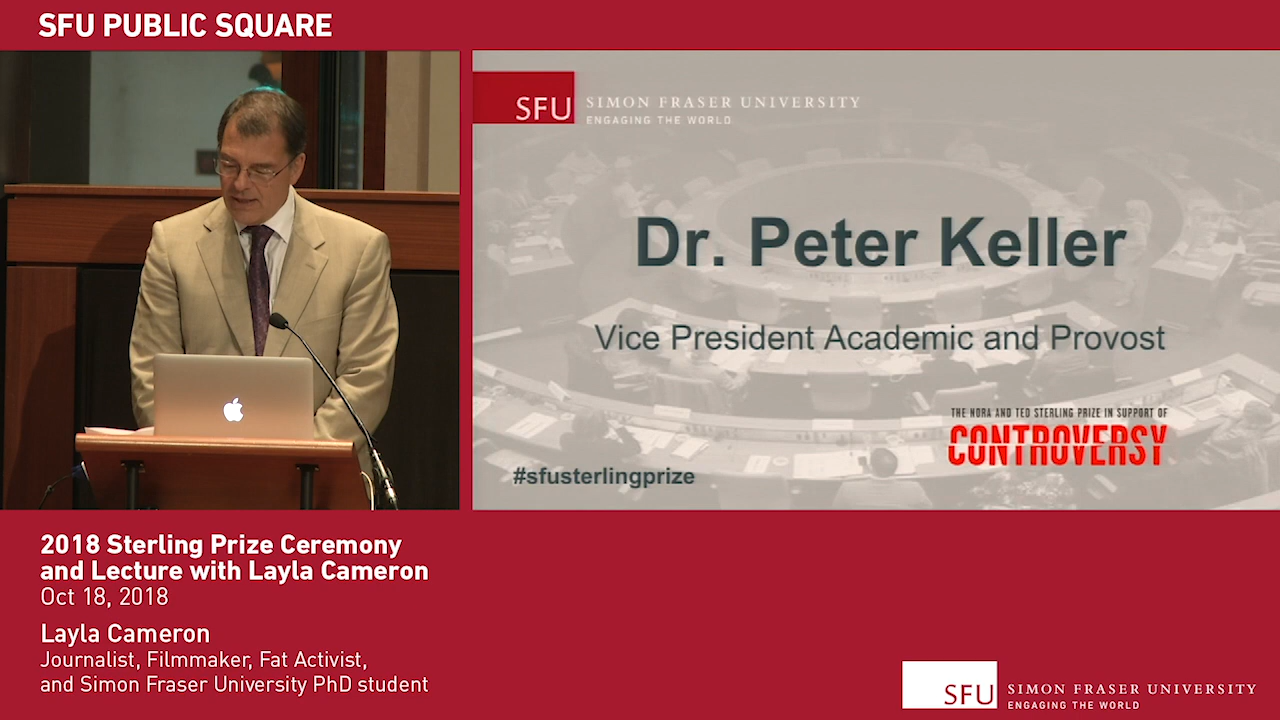 SFU PUBLIC SQUARE
SFU SIMON FRASER UNIVERSITY
ENGAGING THE WORLD
Dr. Peter Keller
Vice President Academic and Provost
THE NORA AND TED STERLING PRIZE IN SUPPORT OF
CONTROVERSY
#sfusterlingprize
2018 Sterling Prize Ceremony
and Lecture with Layla Cameron
Oct 18, 2018
Layla Cameron
Journalist, Filmmaker, Fat Activist,
and Simon Fraser University PhD student
SFU SIMON FRASER UNIVERSITY
ENGAGING THE WORLD